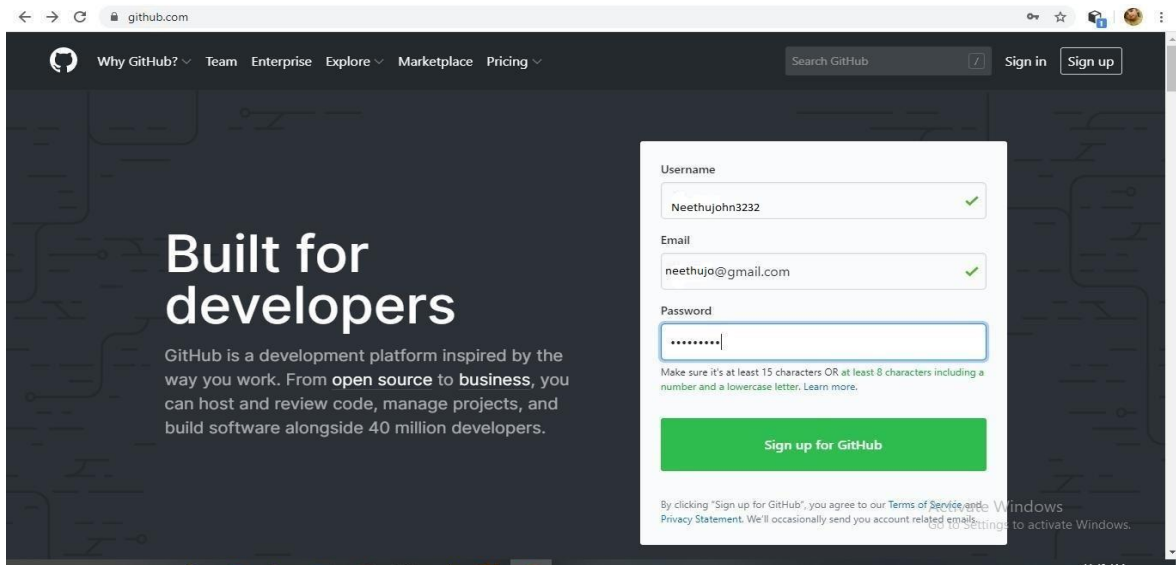 github.com
1
Why GitHub? Team Enterprise Explore Marketplace Pricing
Search GitHub /
Sign in Sign up
Built for
developers
GitHub is a development platform inspired by the
way you work. From open source to business, you
can host and review code, manage projects, and
build software alongside 40 million developers.
Username
Neethujohn3232
Email
neethujo@gmail.com
Password
•••••••••
Make sure it's at least 15 characters OR at least 8 characters including a
number and a lowercase letter. Learn more.
Sign up for GitHub
By clicking "Sign up for GitHub", you agree to our Terms of Service and
Privacy Statement. We'll occasionally send you account related emails.
Activate Windows
Go to Settings to activate Windows.